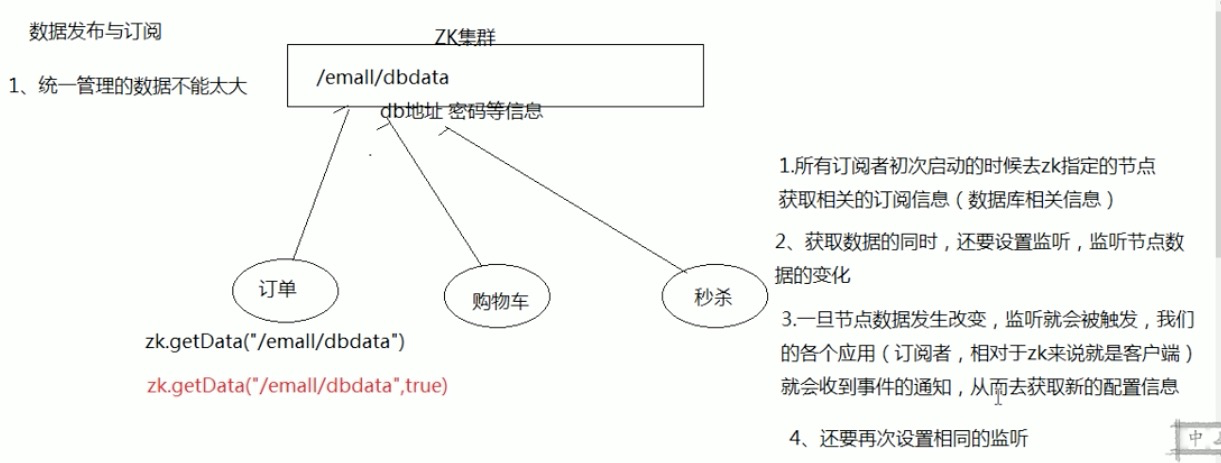 数据发布与订阅
1、统一管理的数据不能太大
ZK集群
/emall/dbdata
db地址 密码等信息
订单
购物车
秒杀
zk.getData("/emall/dbdata")
zk.getData("/emall/dbdata",true)
1.所有订阅者初次启动的时候去zk指定的节点
获取相关的订阅信息（数据库相关信息）
2、获取数据的同时，还要设置监听，监听节点数
据的变化
3.一旦节点数据发生改变，监听就会被触发，我们
的各个应用（订阅者，相对于zk来说就是客户端）
就会收到事件的通知，从而去获取新的配置信息
4、还要再次设置相同的监听
中